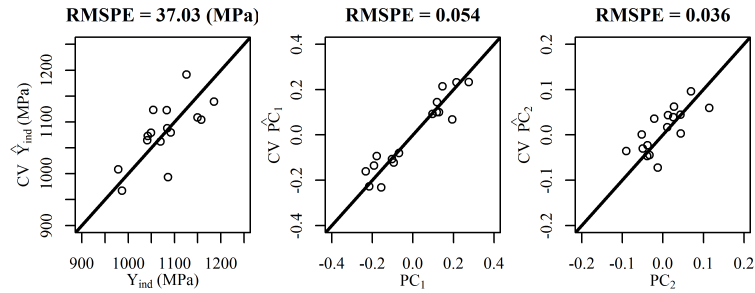 RMSPE = 37.03 (MPa)
RMSPE = 0.054
RMSPE = 0.036
CV Ŷind (MPa)
900 1000 1100 1200
900 1000 1100 1200
Yind (MPa)
CV P̂C1
-0.4 -0.2 0.0 0.2 0.4
-0.4 -0.2 0.0 0.2 0.4
PC1
CV P̂C2
-0.2 -0.1 0.0 0.1 0.2
-0.2 -0.1 0.0 0.1 0.2
PC2